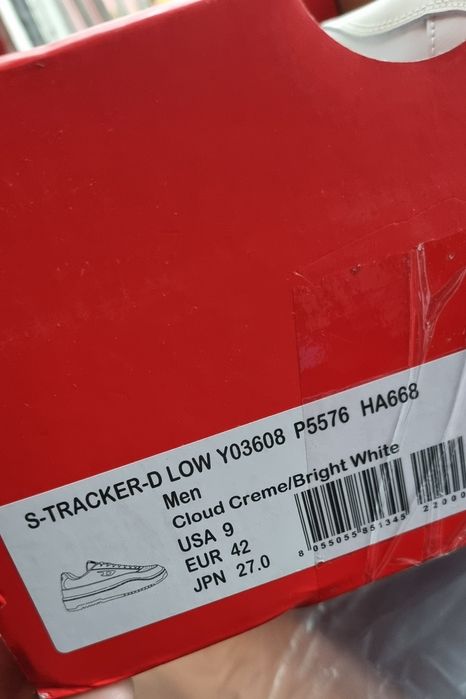 S-TRACKER-D LOW Y03608 P5576 HA668
Men
Cloud Creme/Bright White
USA 9
EUR 42
JPN 27.0
8 055055 851345
22000